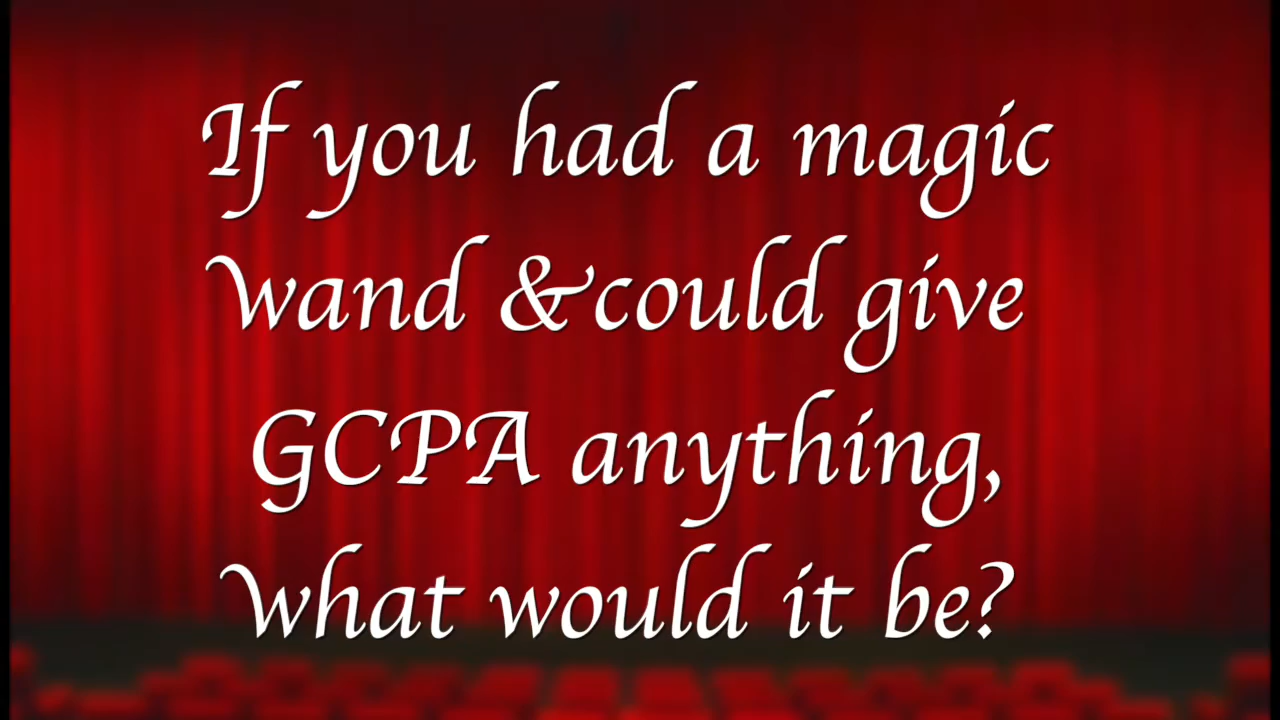 If you had a magic
wand &could give
GCPA anything,
what would it be?